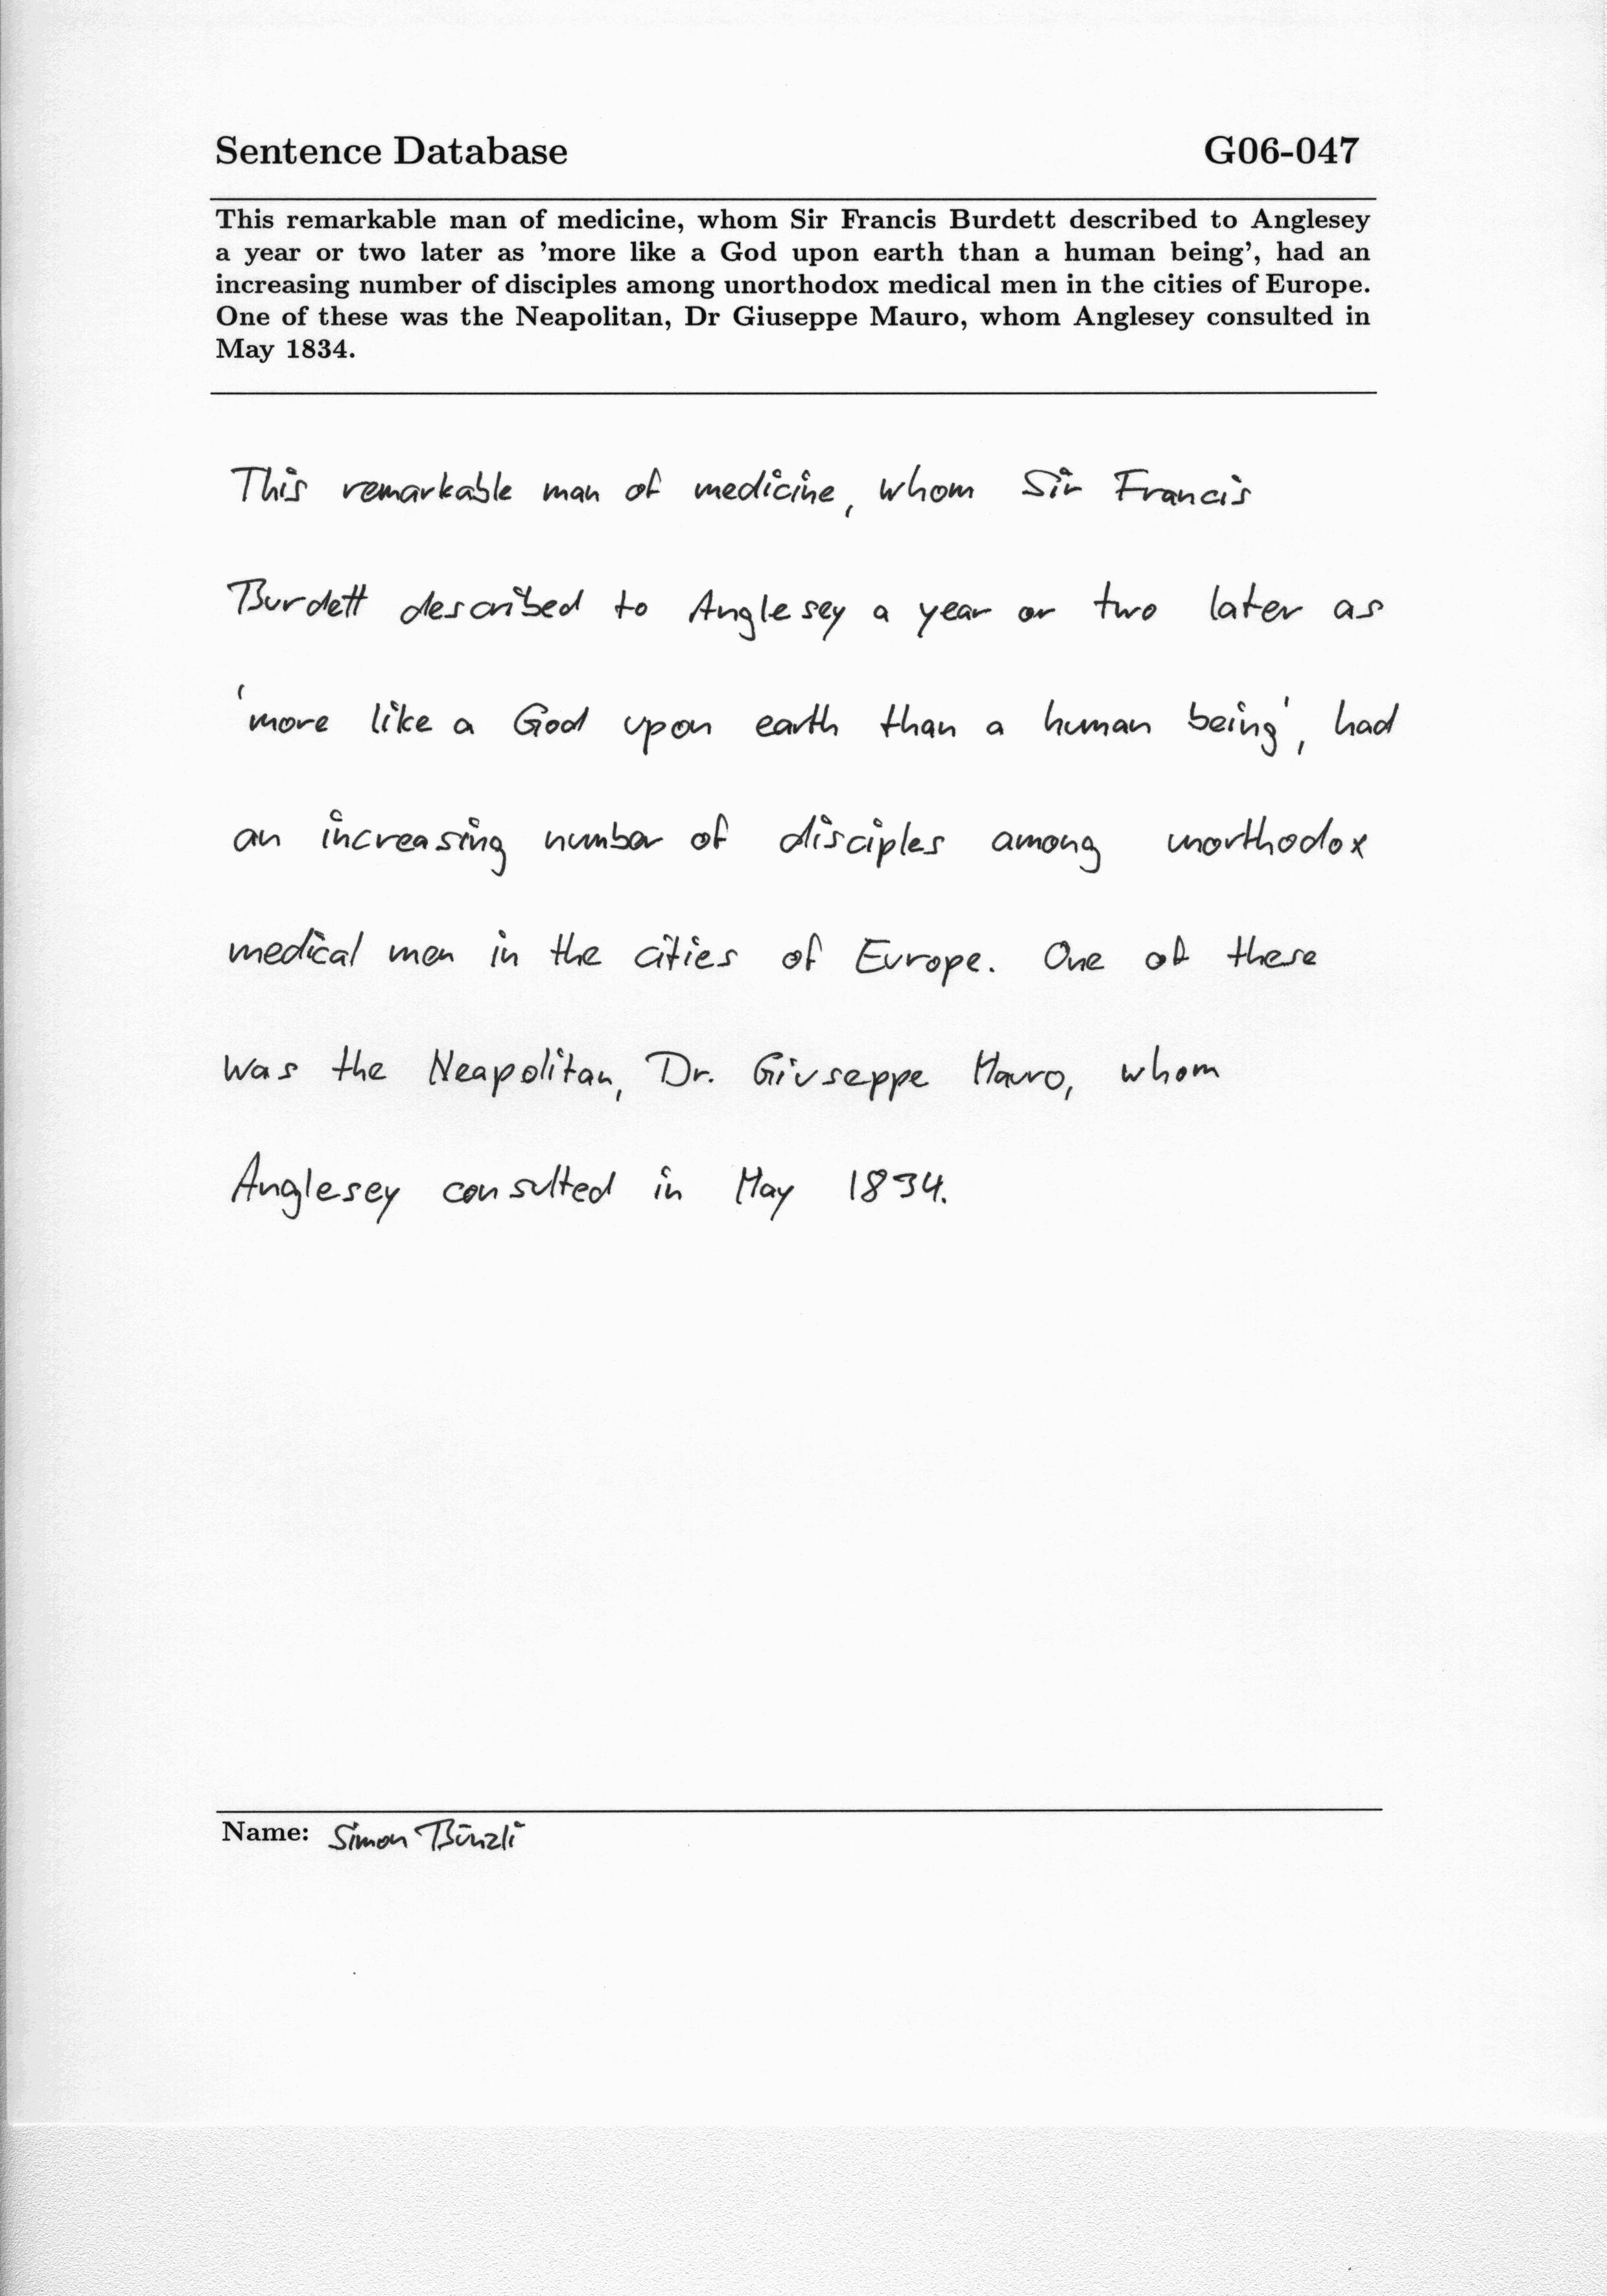 Sentence Database G06-047
This remarkable man of medicine, whom Sir Francis Burdett described to Anglesey
a year or two later as 'more like a God upon earth than a human being', had an
increasing number of disciples among unorthodox medical men in the cities of Europe.
One of these was the Neapolitan, Dr Giuseppe Mauro, whom Anglesey consulted in
May 1834.
This remarkable man of medicine, whom Sir Francis
Burdett described to Anglesey a year or two later as
'more like a God upon earth than a human being', had
an increasing number of disciples among unorthodox
medical men in the cities of Europe. One of these
was the Neapolitan, Dr. Giuseppe Mauro, whom
Anglesey consulted in May 1834.
Name: Simon Bünzli